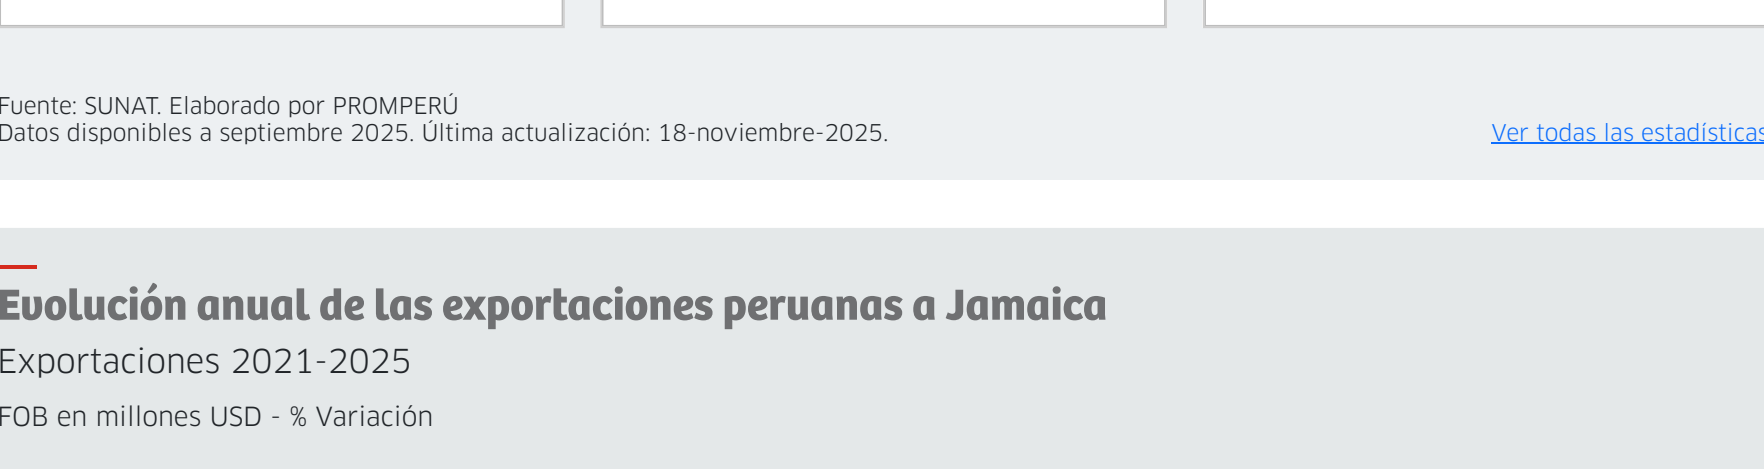 Fuente: SUNAT. Elaborado por PROMPERÚ
Datos disponibles a septiembre 2025. Última actualización: 18-noviembre-2025.
Ver todas las estadísticas
Evolución anual de las exportaciones peruanas a Jamaica
Exportaciones 2021-2025
FOB en millones USD - % Variación